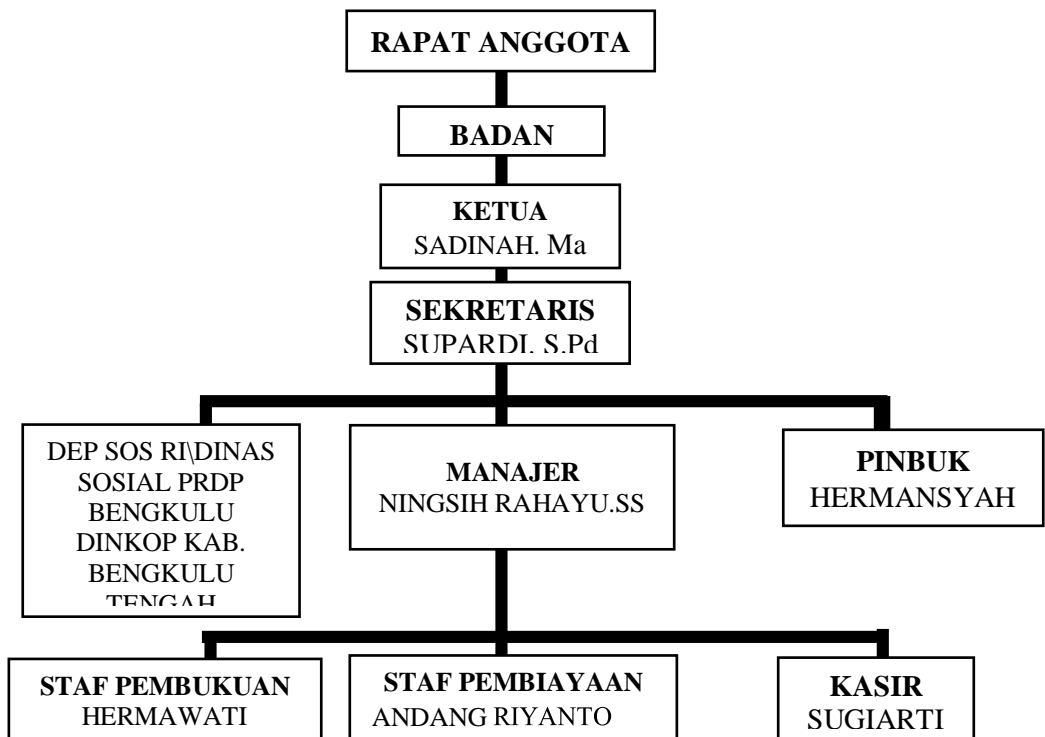 RAPAT ANGGOTA
BADAN
KETUA
SADINAH. Ma
SEKRETARIS
SUPARDI. S.Pd
DEP SOS RI\DINAS
SOSIAL PRDP
BENGKULU
DINKOP KAB.
BENGKULU
TENGAH
MANAJER
NINGSIH RAHAYU.SS
PINBUK
HERMANSYAH
STAF PEMBUKUAN
HERMAWATI
STAF PEMBIAYAAN
ANDANG RIYANTO
KASIR
SUGIARTI